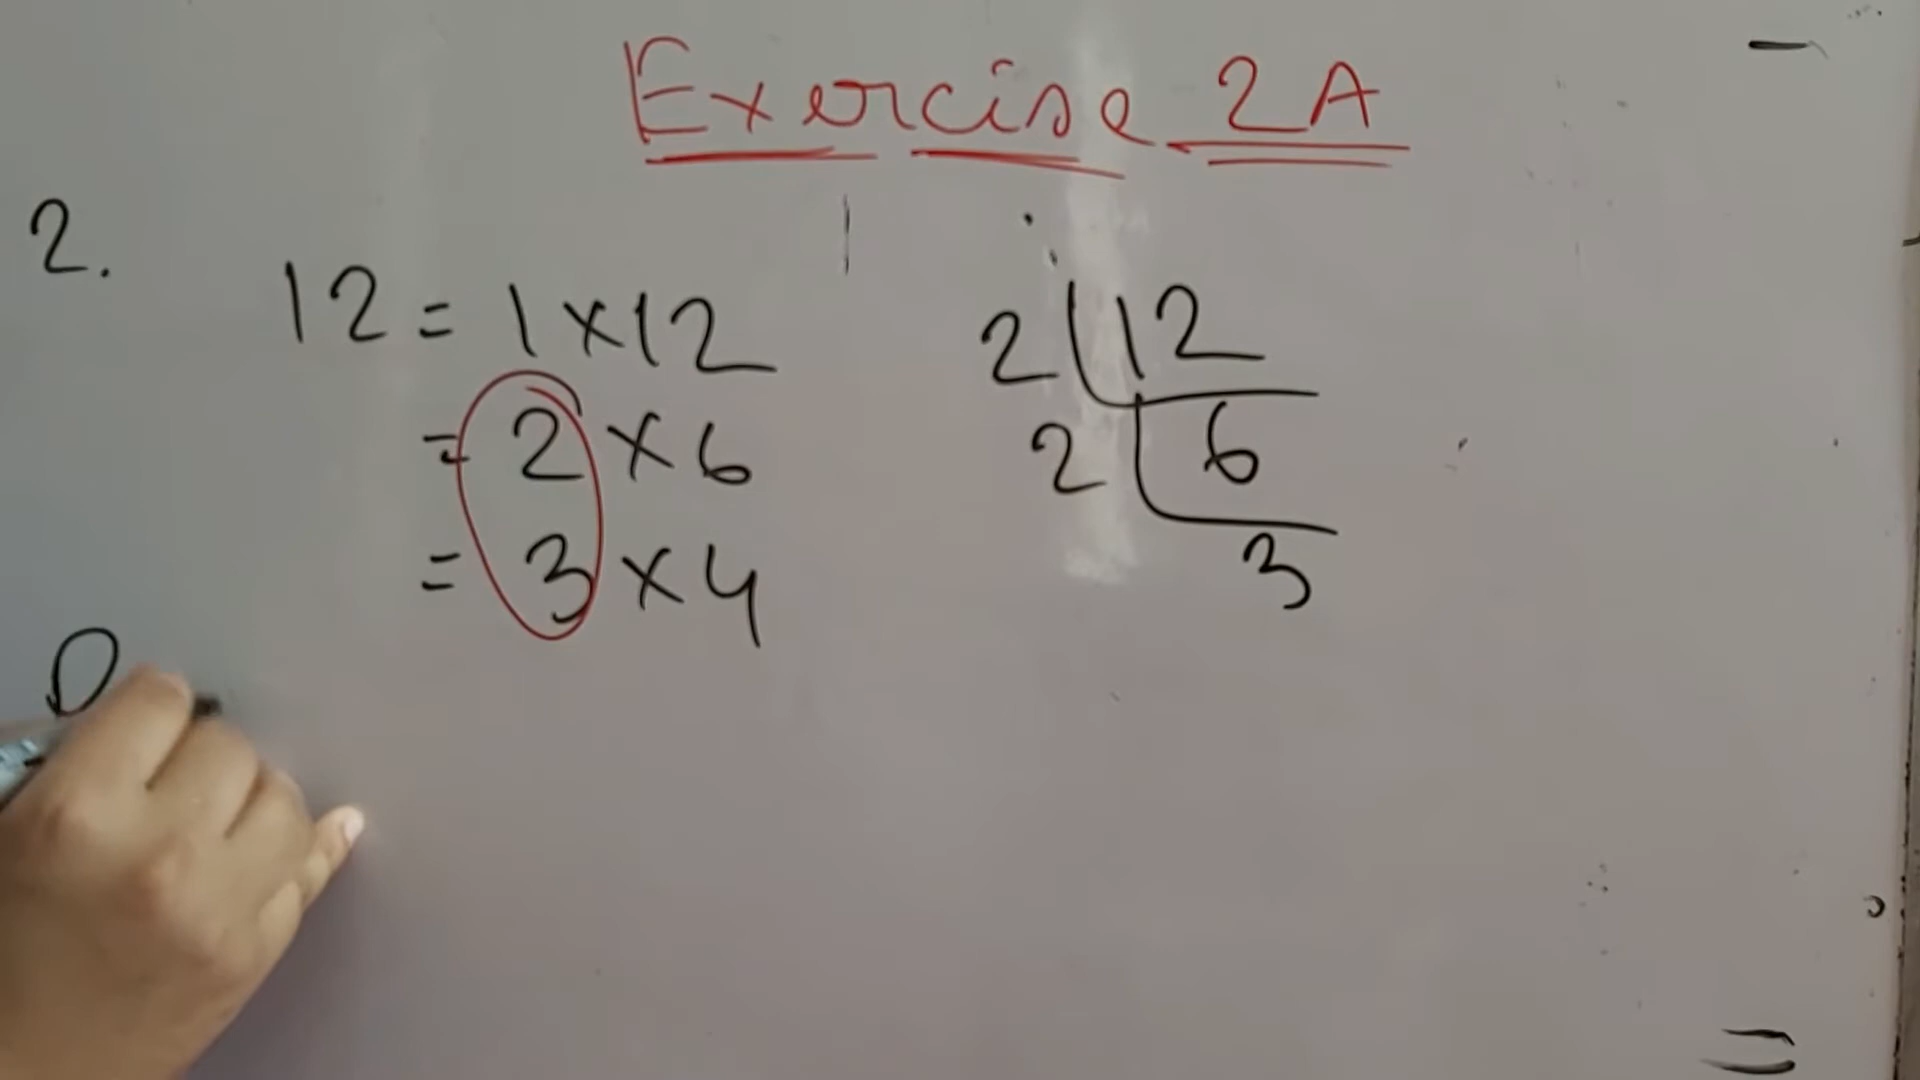 Exercise 2A
2.
12 = 1 x 12
= 2 x 6
= 3 x 4
2 12
2 6
3